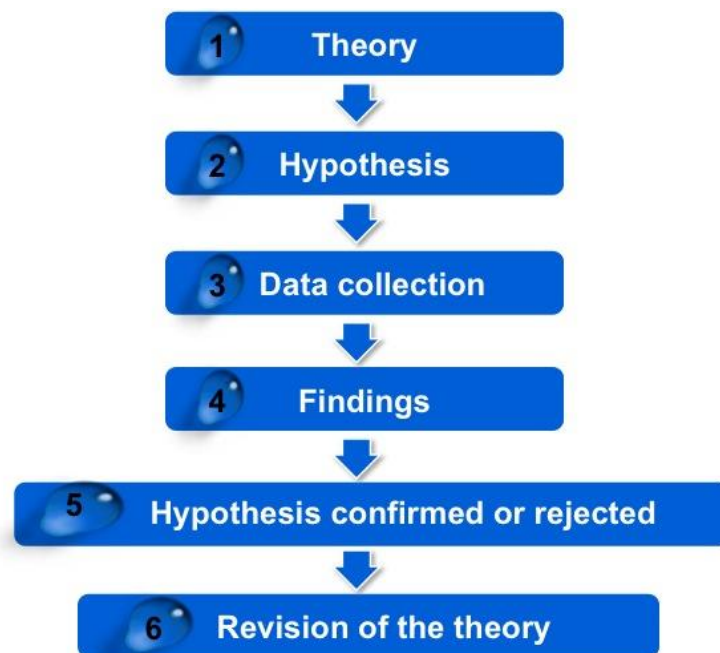 1 Theory
2 Hypothesis
3 Data collection
4 Findings
5 Hypothesis confirmed or rejected
6 Revision of the theory